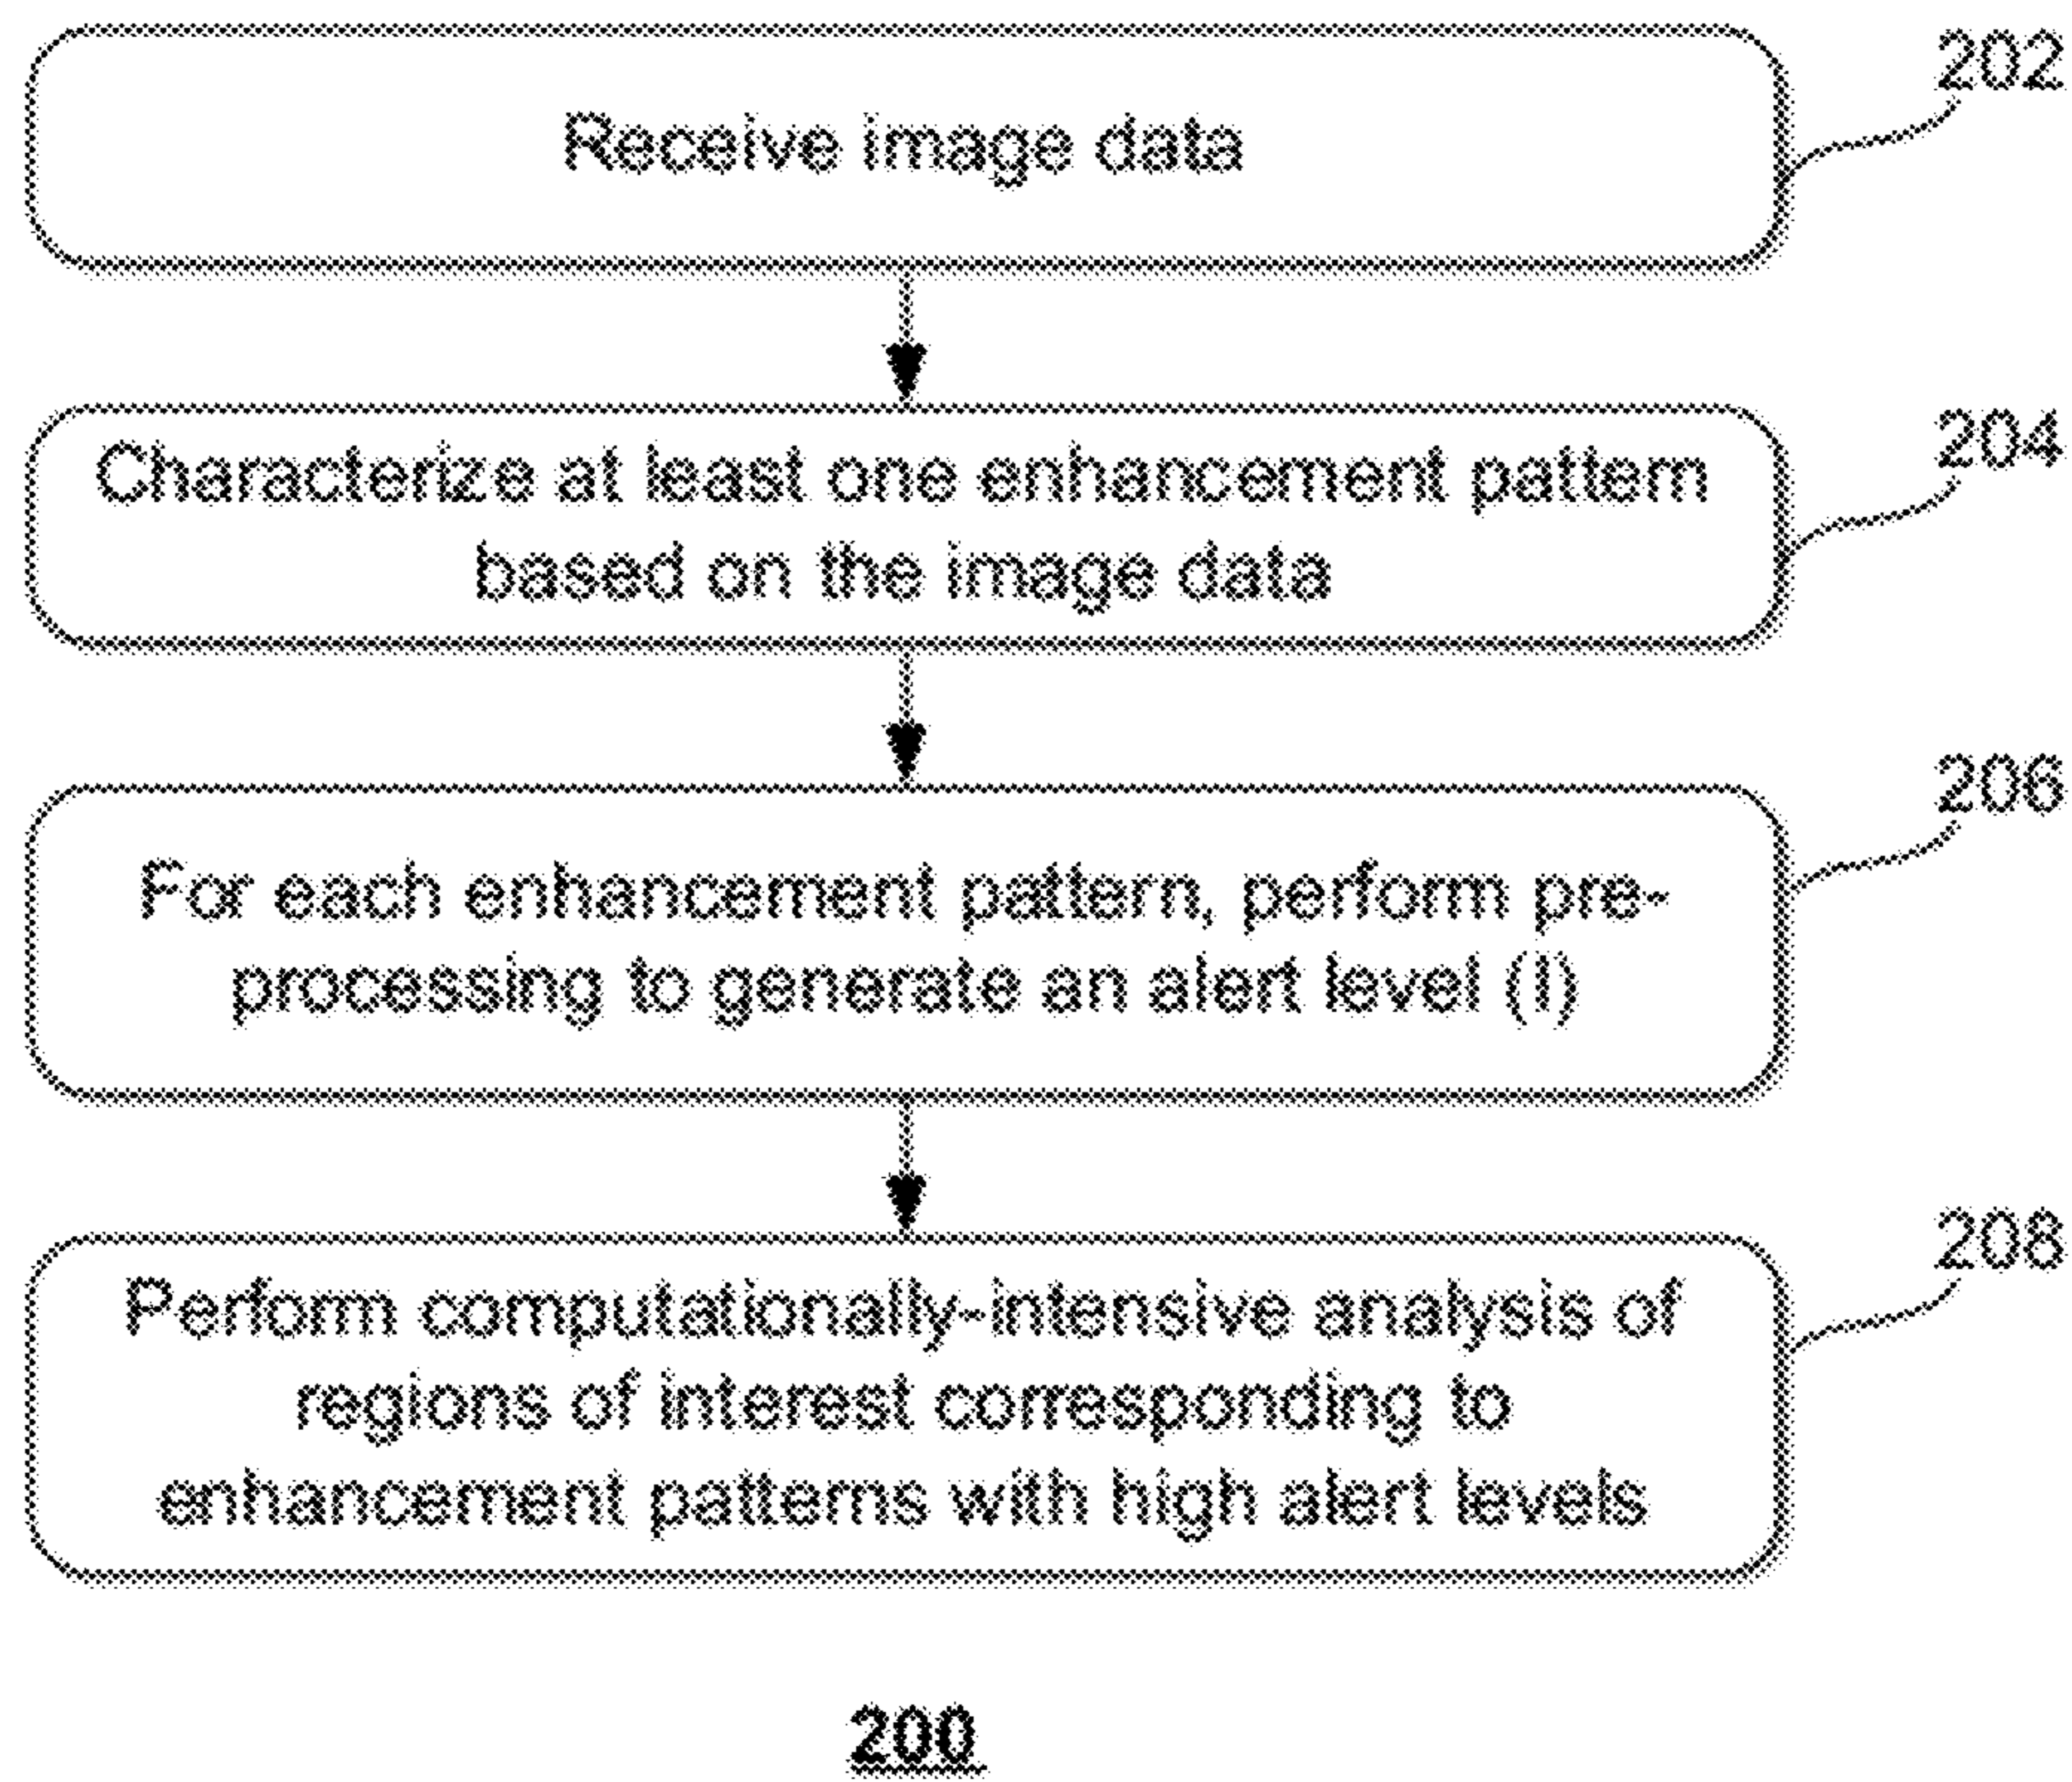 Receive image data
202
Characterize at least one enhancement pattern
based on the image data
204
For each enhancement pattern, perform pre-
processing to generate an alert level (I)
206
Perform computationally-intensive analysis of
regions of interest corresponding to
enhancement patterns with high alert levels
208
200